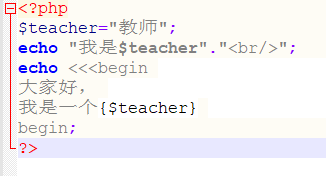 <?php
$teacher="教师";
echo "我是$teacher"."<br/>";
echo <<<begin
大家好，
我是一个{$teacher}
begin;
?>